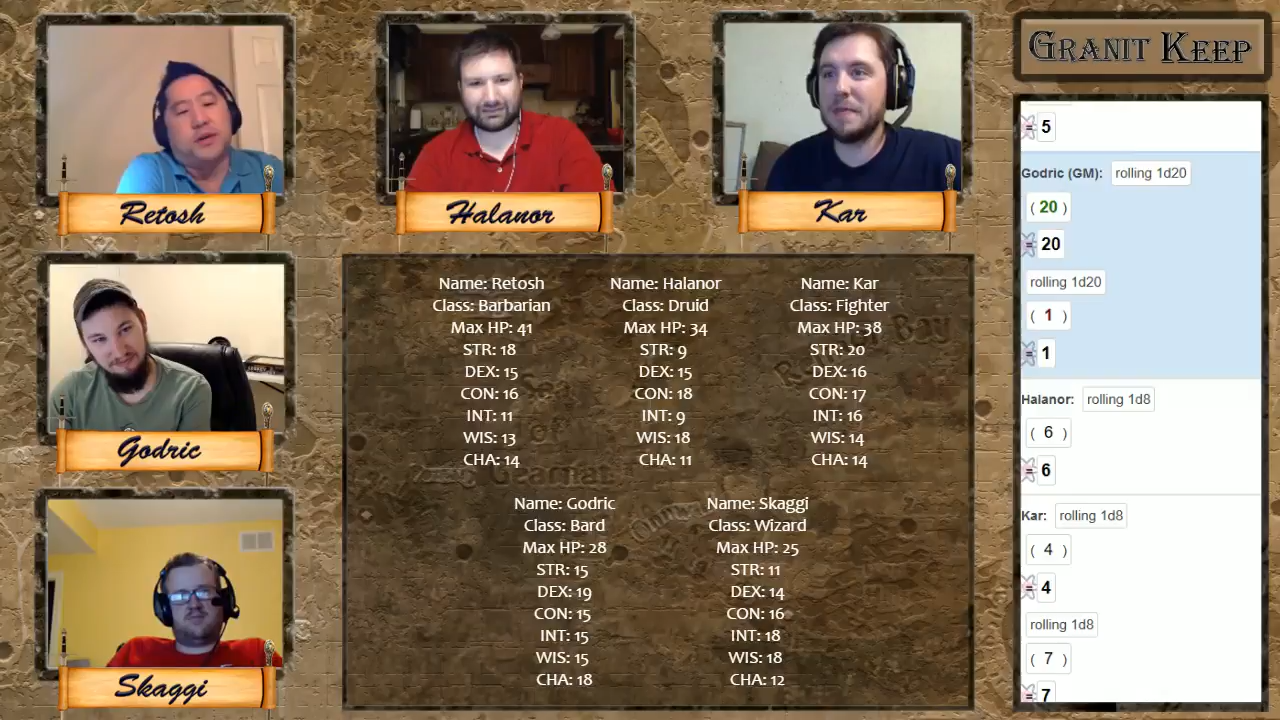 Granit Keep
Retosh
Halanor
Kar
Godric
Skaggi
Name: Retosh
Class: Barbarian
Max HP: 41
STR: 18
DEX: 15
CON: 16
INT: 11
WIS: 13
CHA: 14
Name: Halanor
Class: Druid
Max HP: 34
STR: 9
DEX: 15
CON: 18
INT: 9
WIS: 18
CHA: 11
Name: Kar
Class: Fighter
Max HP: 38
STR: 20
DEX: 16
CON: 17
INT: 16
WIS: 14
CHA: 14
Name: Godric
Class: Bard
Max HP: 28
STR: 15
DEX: 19
CON: 15
INT: 15
WIS: 15
CHA: 18
Name: Skaggi
Class: Wizard
Max HP: 25
STR: 11
DEX: 14
CON: 16
INT: 18
WIS: 18
CHA: 12
= 5
Godric (GM): rolling 1d20
( 20 )
= 20
rolling 1d20
( 1 )
= 1
Halanor: rolling 1d8
( 6 )
= 6
Kar: rolling 1d8
( 4 )
= 4
rolling 1d8
( 7 )
= 7